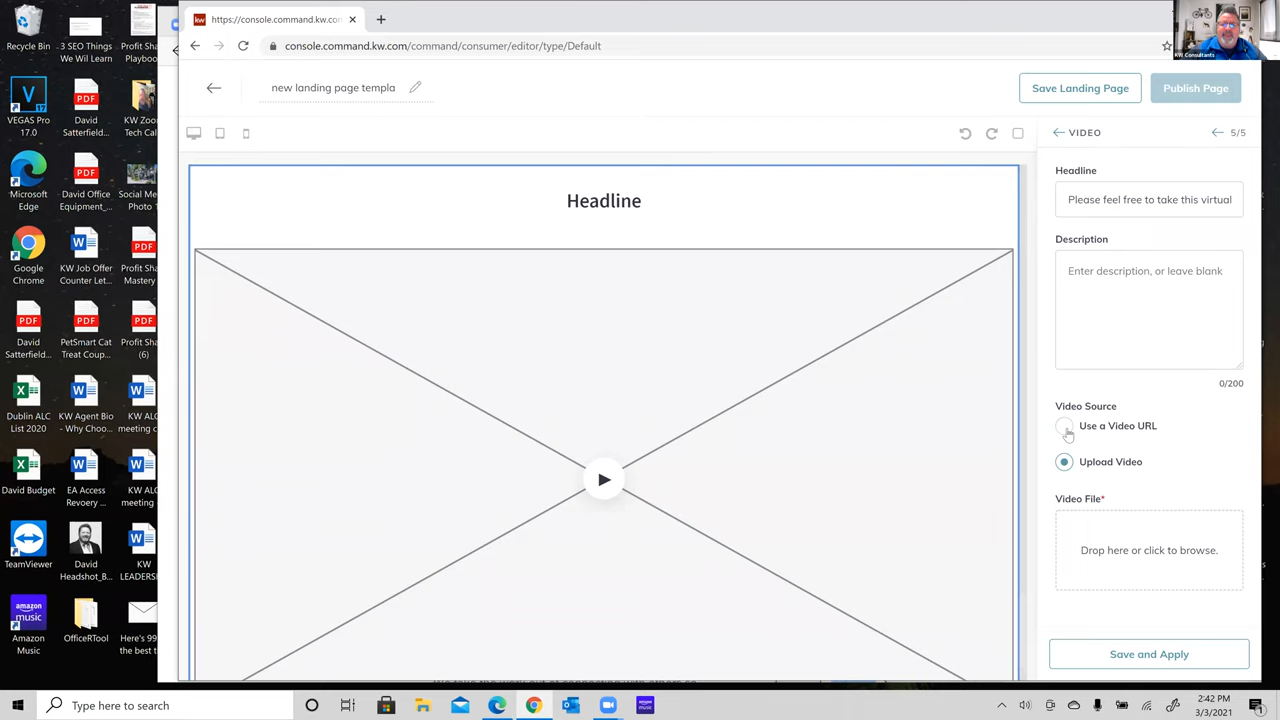 https://console.command.kw.com
console.command.kw.com/command/consumer/editor/type/Default
KW Consultants
new landing page templa
Save Landing Page
Publish Page
VIDEO
5/5
Headline
Headline
Please feel free to take this virtual
Description
Enter description, or leave blank
0/200
Video Source
Use a Video URL
Upload Video
Video File*
Drop here or click to browse.
Save and Apply
Recycle Bin
3 SEO Things
We Wil Learn
Profit Sha
Playboo
VEGAS Pro
17.0
David
Satterfield...
KW Zoom
Tech Cal
Microsoft
Edge
David Office
Equipment_...
Social Me
Photo 1
Google
Chrome
KW Job Offer
Counter Let...
Profit Sha
Mastery
David
Satterfield...
PetSmart Cat
Treat Coup...
Profit Sha
(6)
Dublin ALC
List 2020
KW Agent Bio
- Why Choo...
KW AL
meeting c
David Budget
EA Access
Revoery ...
KW ALC
meeting
TeamViewer
David
Headshot_B...
KW
LEADERS
amazon
music
Amazon
Music
OfficeRTool
Here's 99
the best t
Type here to search
2:42 PM
3/3/2021